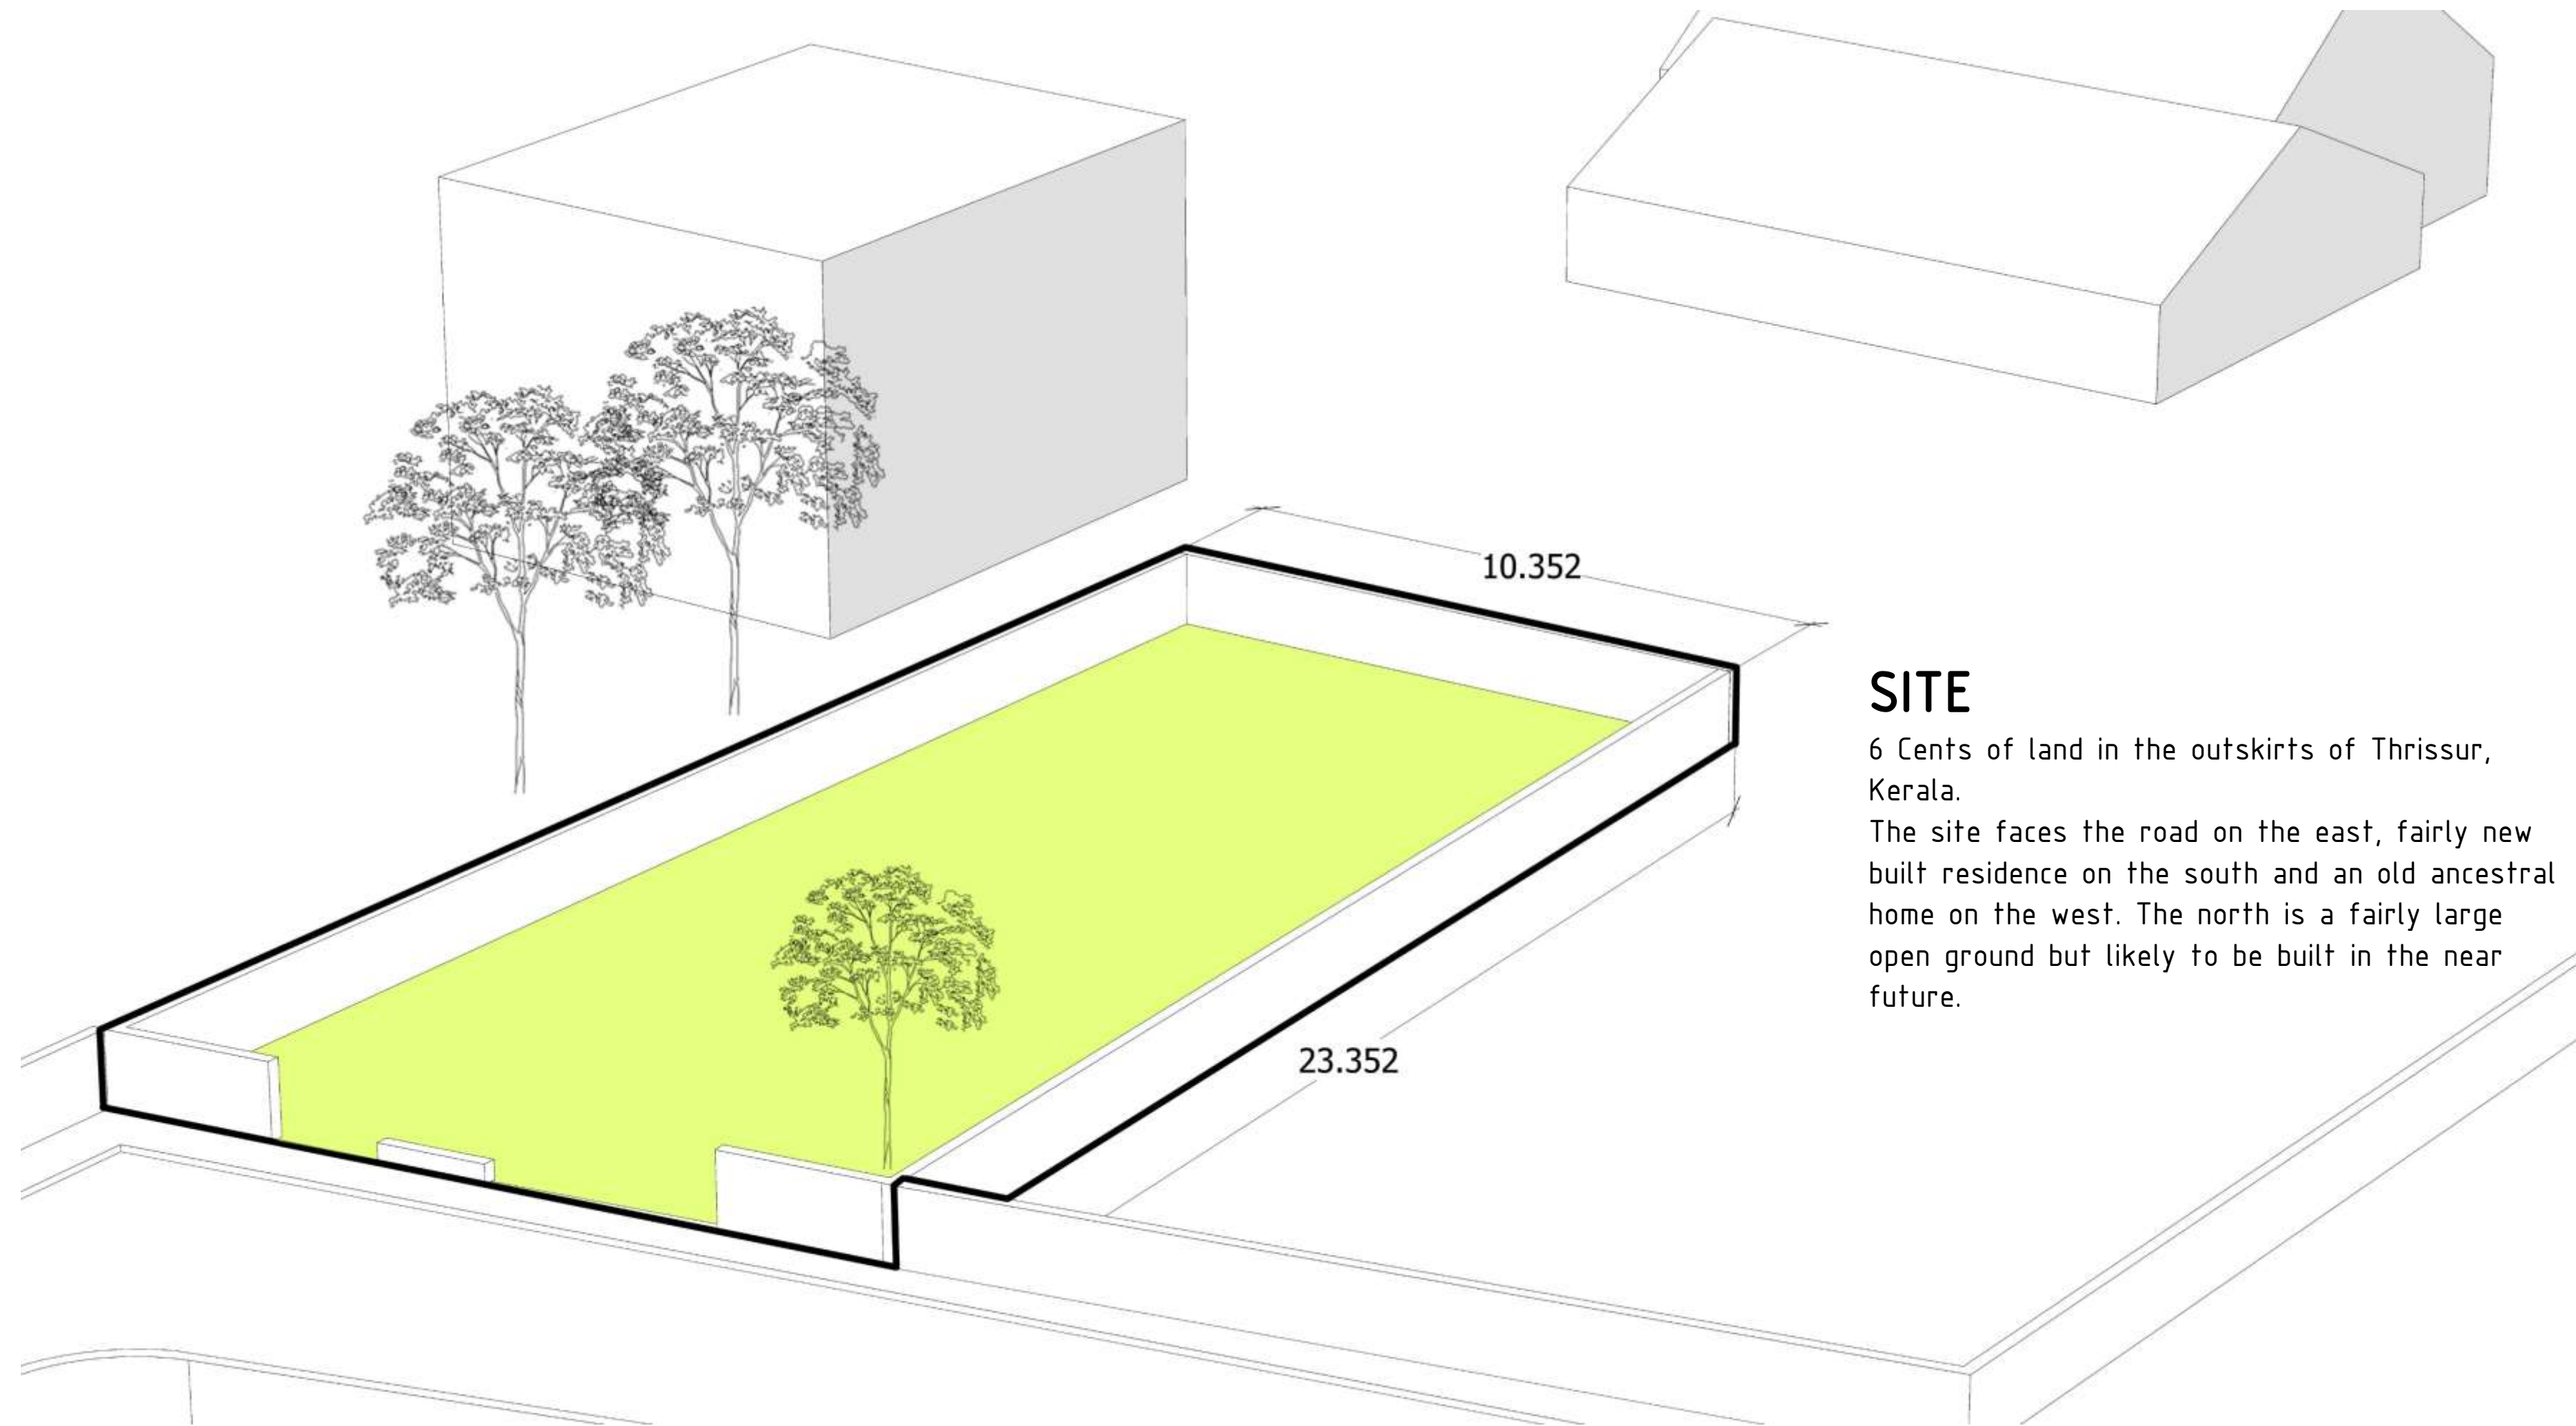 10.352
SITE
6 Cents of land in the outskirts of Thrissur,
Kerala.
The site faces the road on the east, fairly new
built residence on the south and an old ancestral
home on the west. The north is a fairly large
open ground but likely to be built in the near
future.
23.352